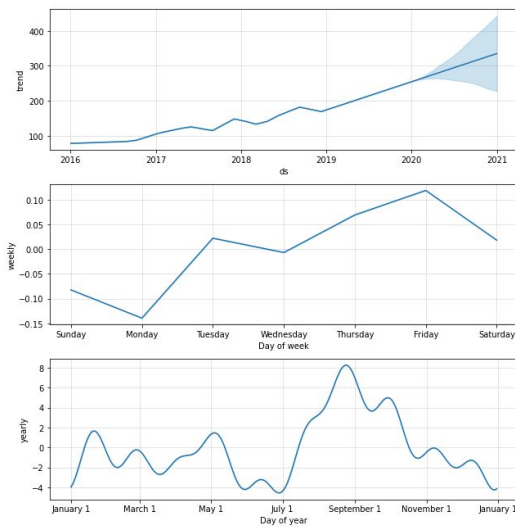 400
300
200
100
trend
2016 2017 2018 2019 2020 2021
ds
0.10
0.05
0.00
−0.05
−0.10
−0.15
weekly
Sunday Monday Tuesday Wednesday Thursday Friday Saturday
Day of week
8
6
4
2
0
−2
−4
yearly
January 1 March 1 May 1 July 1 September 1 November 1 January 1
Day of year